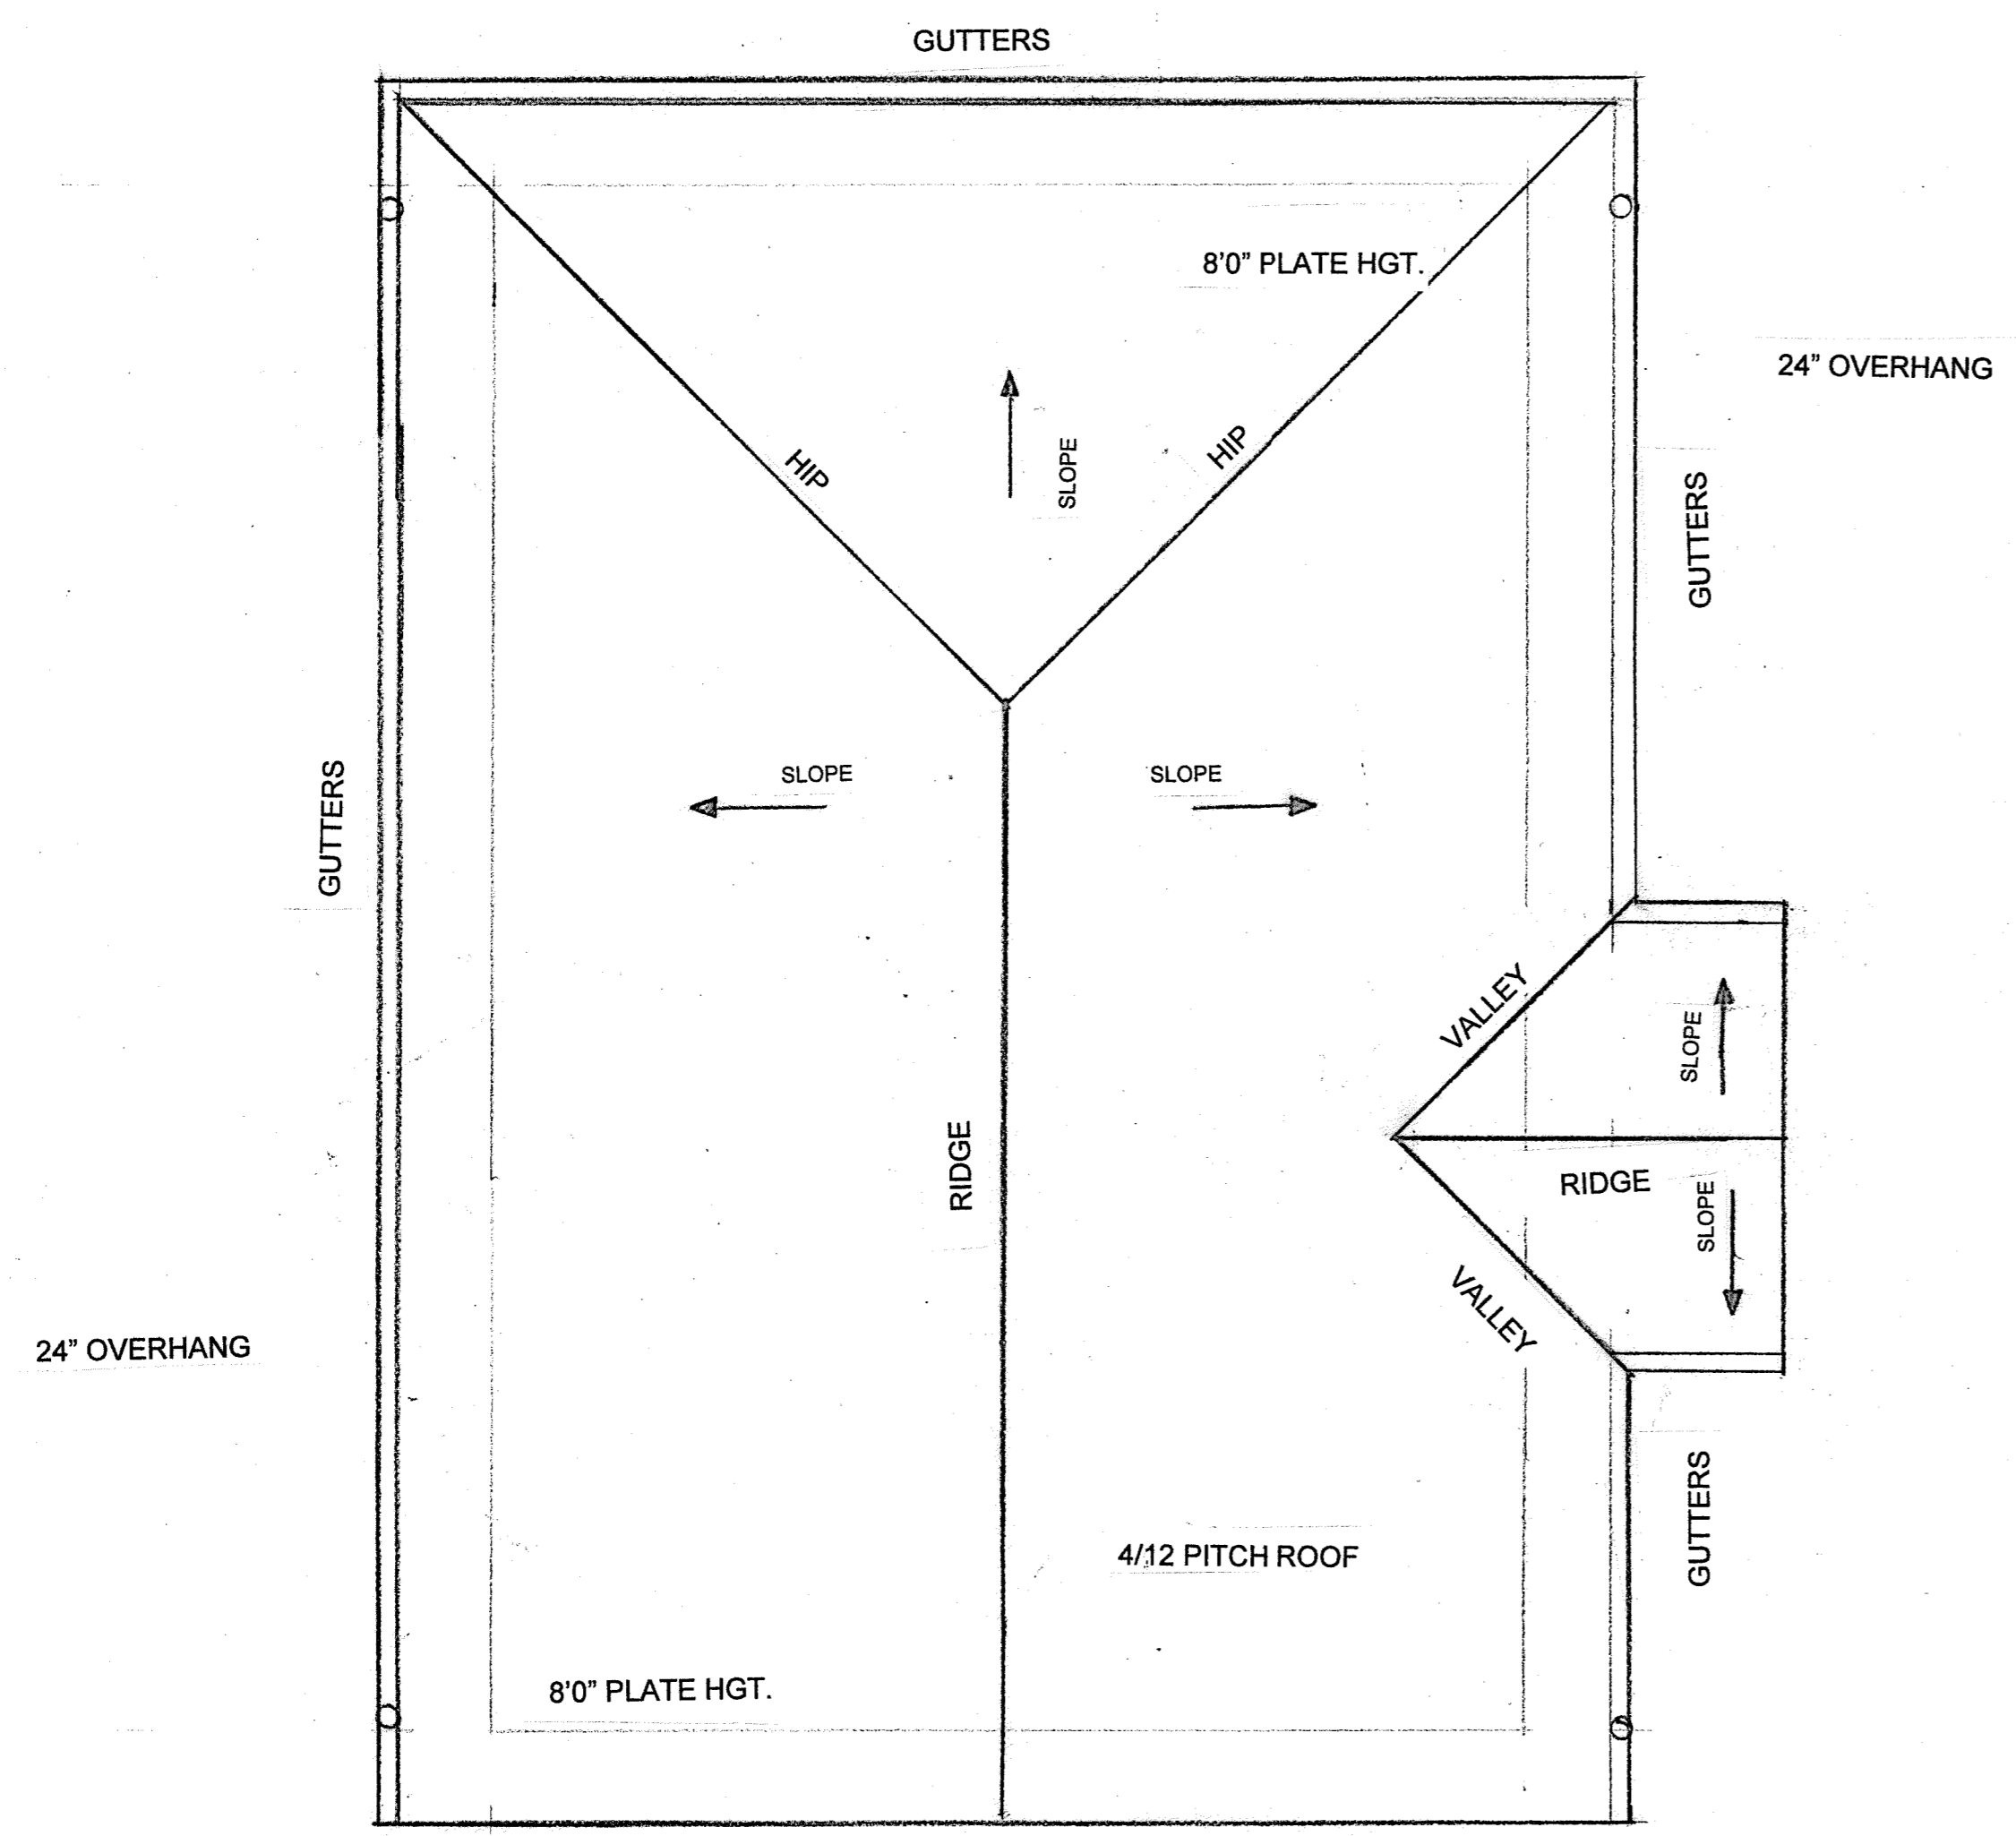 GUTTERS
8’0” PLATE HGT.
24” OVERHANG
HIP
HIP
SLOPE
GUTTERS
SLOPE
SLOPE
GUTTERS
VALLEY
SLOPE
RIDGE
RIDGE
SLOPE
VALLEY
24” OVERHANG
GUTTERS
4/12 PITCH ROOF
8’0” PLATE HGT.